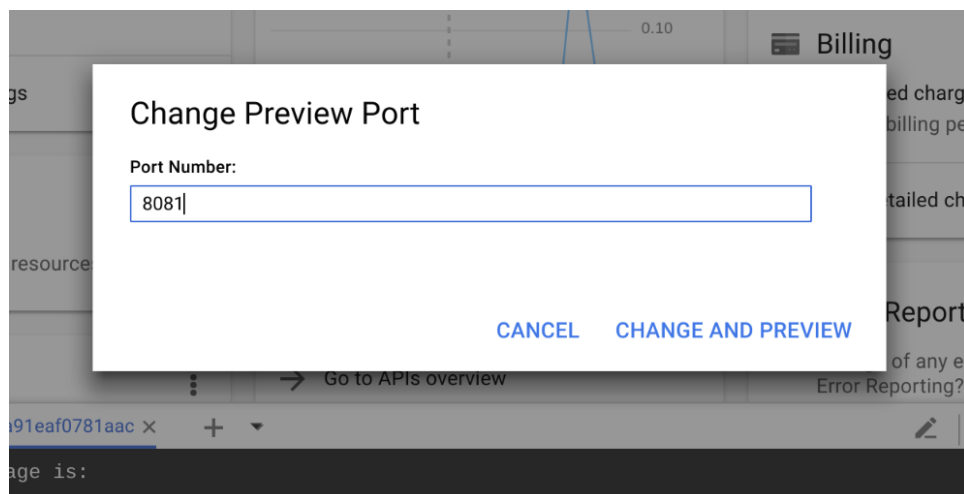 0.10
Billing
gs
ed charg
billing pe
Change Preview Port
Port Number:
8081
tailed ch
resource
CANCEL
CHANGE AND PREVIEW
Report
of any e
Go to APIs overview
Error Reporting?
a91eaf0781aac ×
age is: